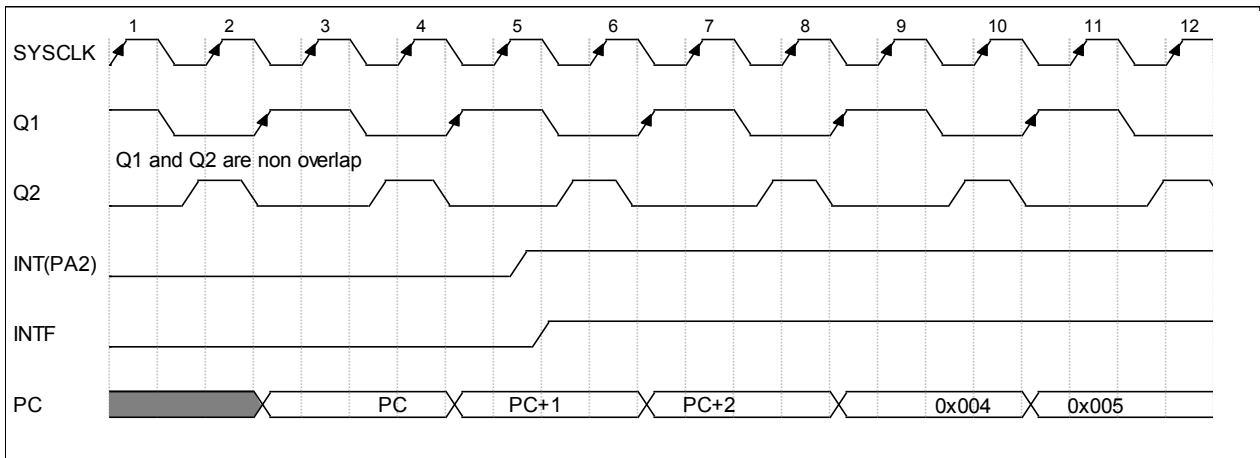 1 2 3 4 5 6 7 8 9 10 11 12
SYSCLK
Q1
Q1 and Q2 are non overlap
Q2
INT(PA2)
INTF
PC PC PC+1 PC+2 0x004 0x005